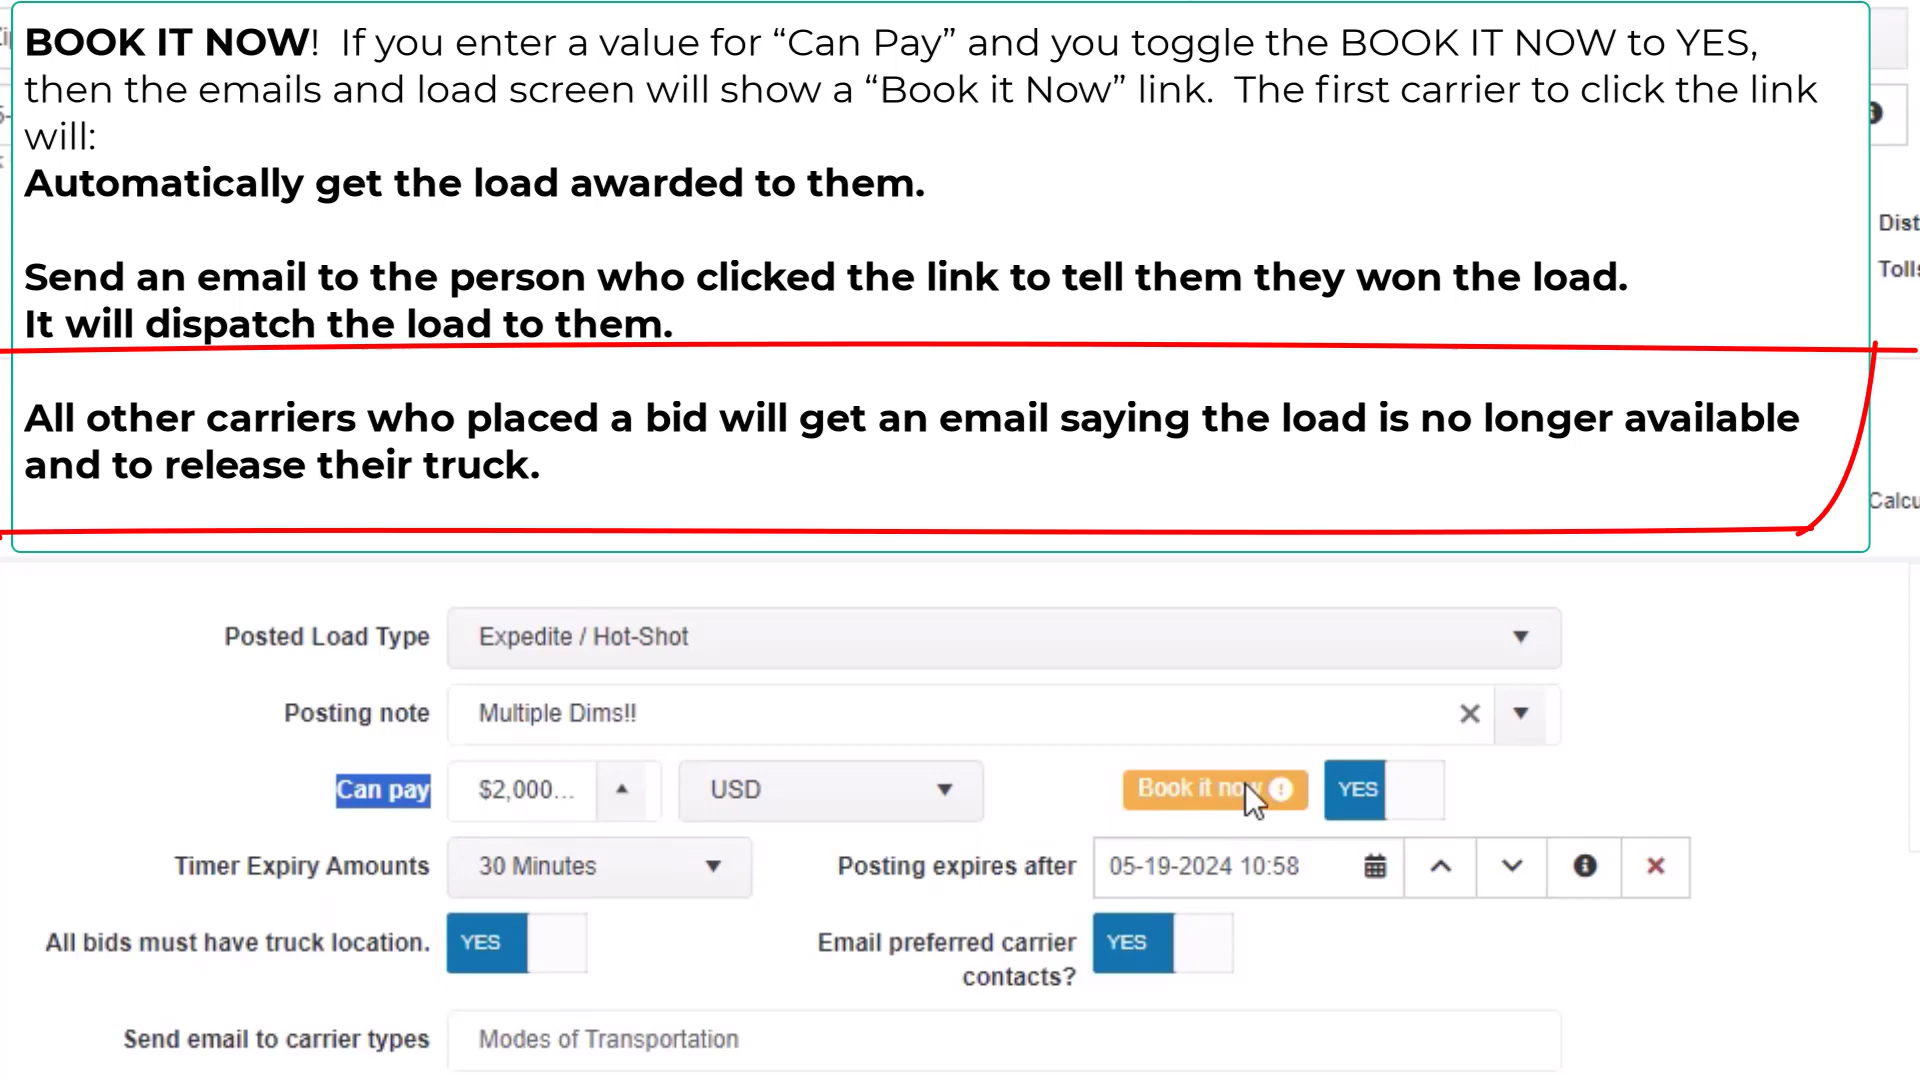 BOOK IT NOW! If you enter a value for “Can Pay” and you toggle the BOOK IT NOW to YES,
then the emails and load screen will show a “Book it Now” link. The first carrier to click the link
will:
Automatically get the load awarded to them.
Send an email to the person who clicked the link to tell them they won the load.
It will dispatch the load to them.
All other carriers who placed a bid will get an email saying the load is no longer available
and to release their truck.
Posted Load Type Expedite / Hot-Shot
Posting note Multiple Dims!!
Can pay $2,000... USD Book it now YES
Timer Expiry Amounts 30 Minutes Posting expires after 05-19-2024 10:58
All bids must have truck location. YES Email preferred carrier contacts? YES
Send email to carrier types Modes of Transportation